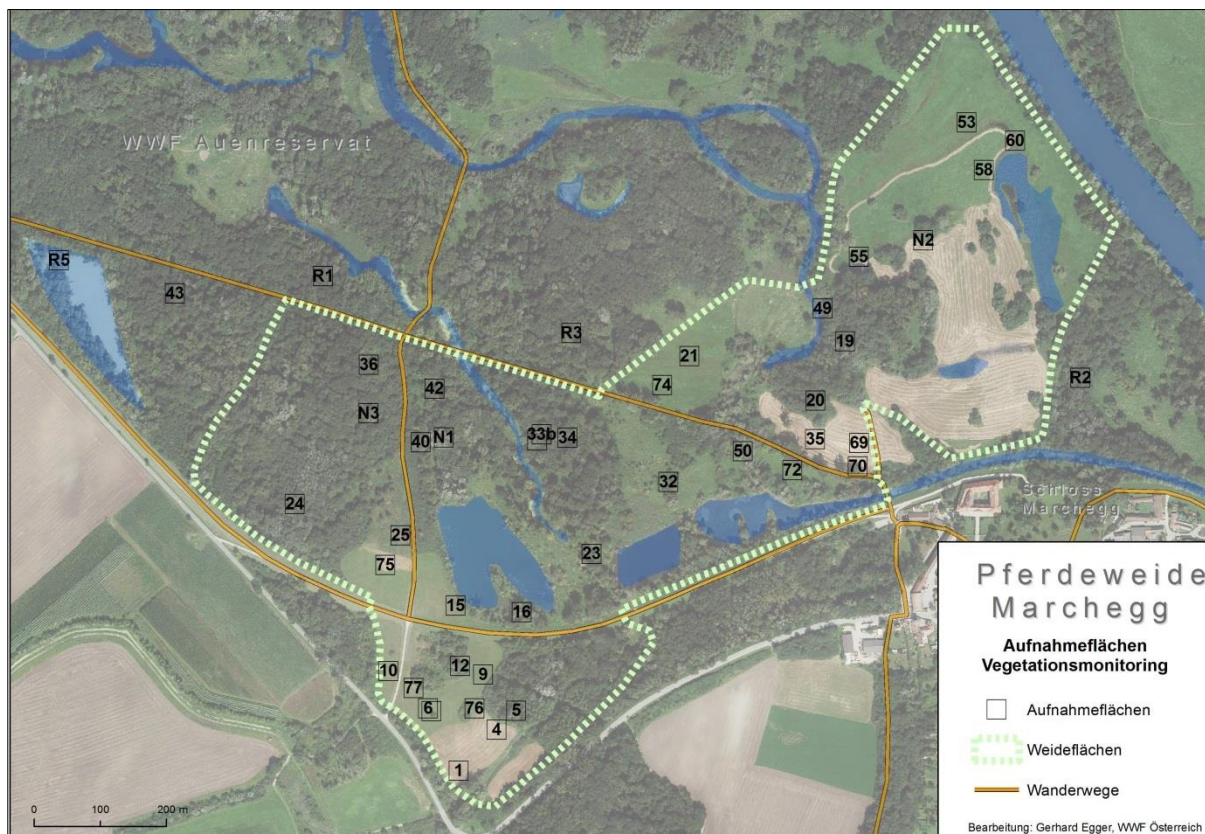 WWF Auenreservat
53
60
58
N2
55
R5
R1
43
49
R3
19
21
36
74
R2
42
20
N3
40
N1
33b
34
35
69
50
72
70
32
24
Schloss
Marchegg
25
23
75
15
16
12
10
9
77
6
76
5
4
1
0 100 200 m
Pferdeweide
Marchegg
Aufnahmeflächen
Vegetationsmonitoring
Aufnahmeflächen
Weideflächen
Wanderwege
Bearbeitung: Gerhard Egger, WWF Österreich